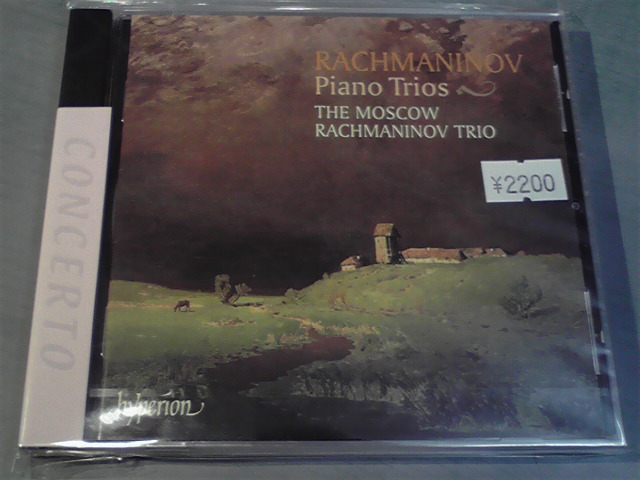 RACHMANINOV
Piano Trios
THE MOSCOW
RACHMANINOV TRIO
¥2200
CONCERTO
hyperion